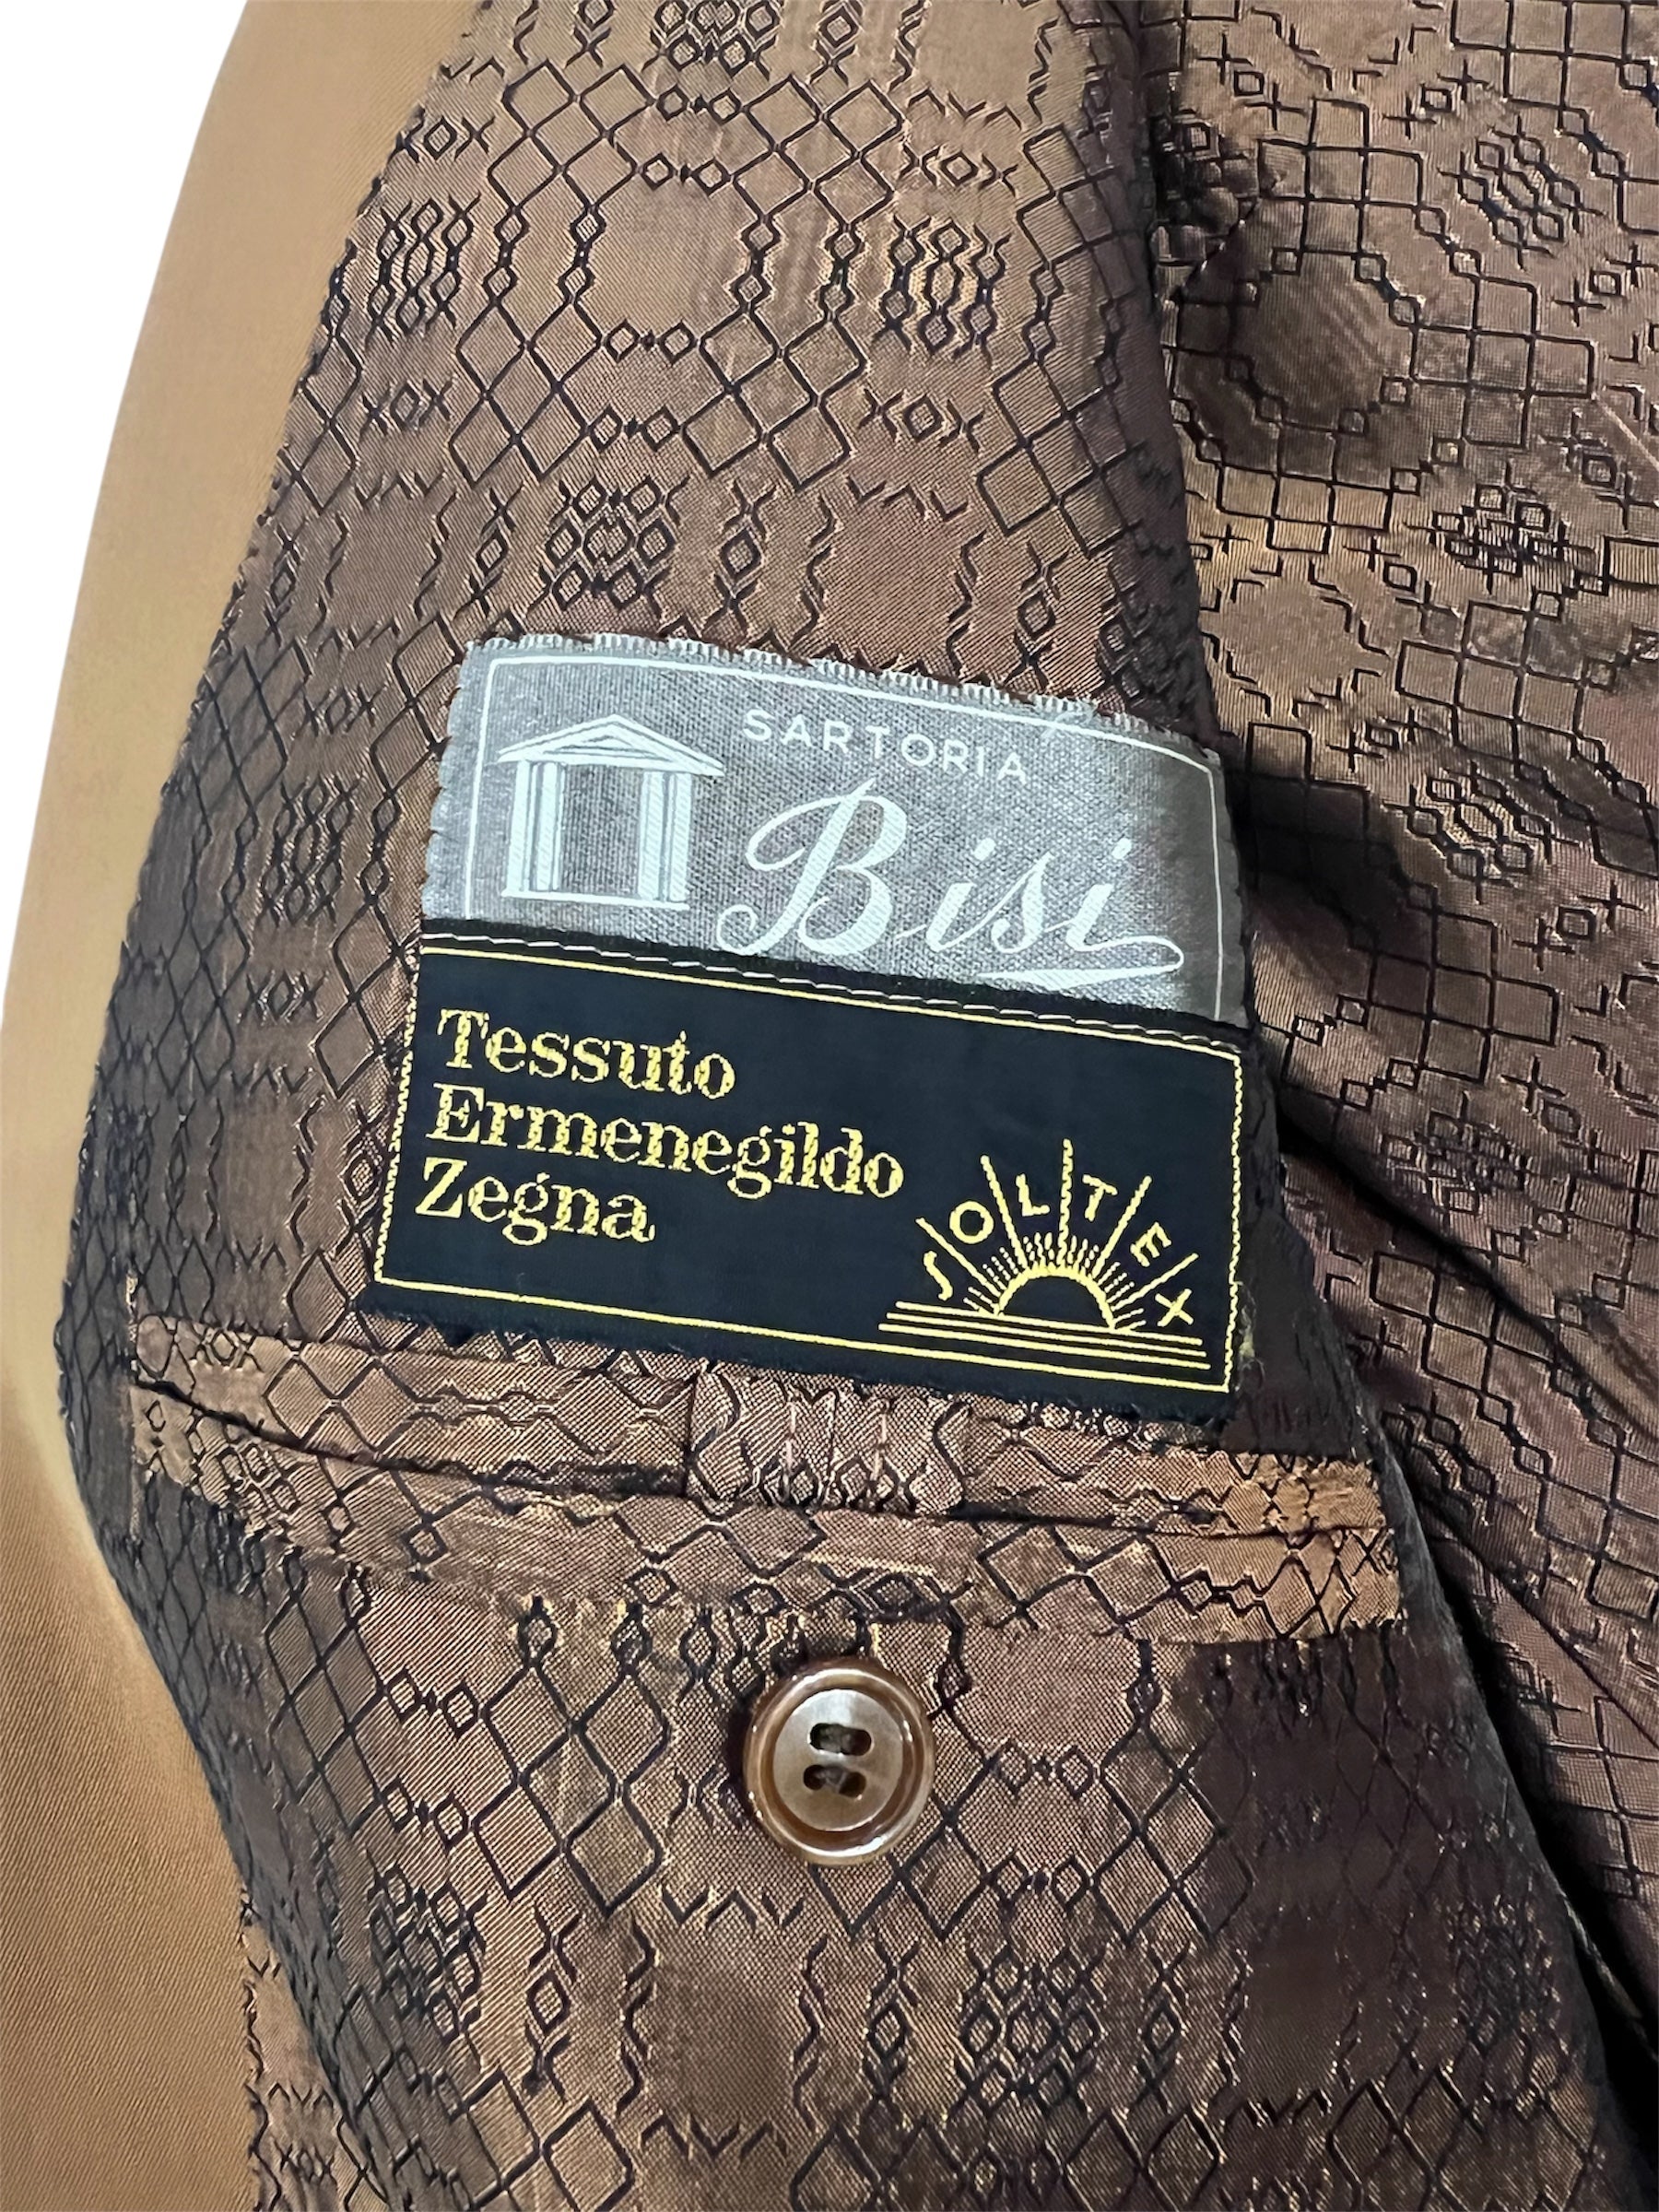 SARTORIA
Bisi
Tessuto
Ermenegildo
Zegna
SOLTEX